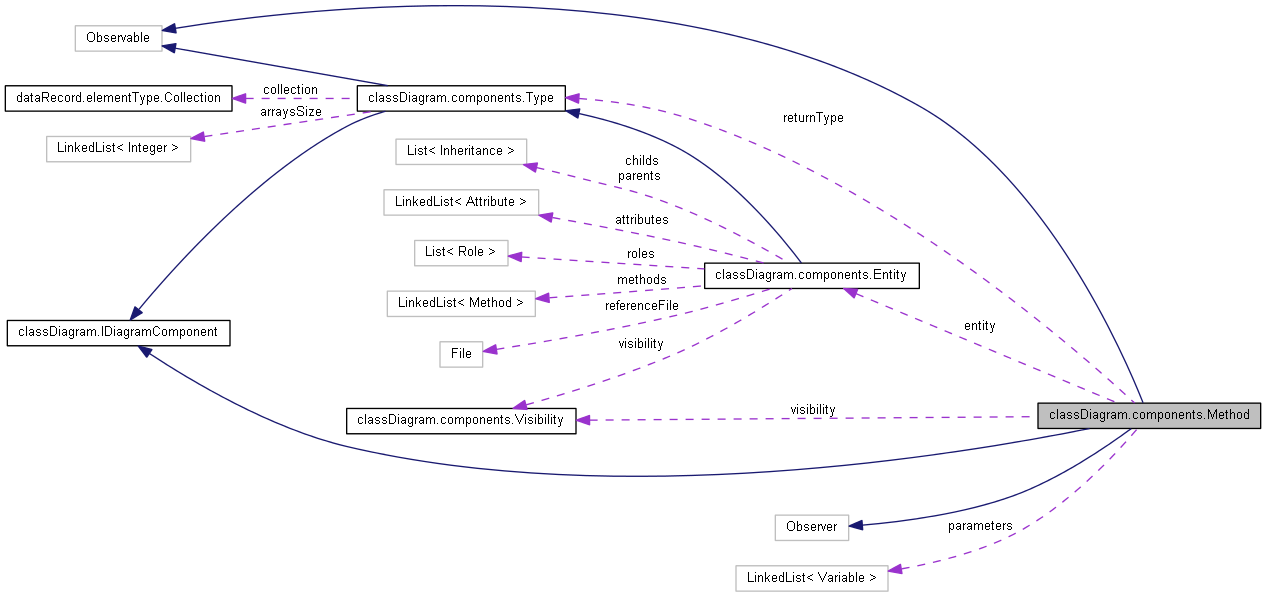 Observable
dataRecord.elementType.Collection
collection
classDiagram.components.Type
arraysSize
returnType
LinkedList< Integer >
List< Inheritance >
childs
parents
LinkedList< Attribute >
attributes
List< Role >
roles
classDiagram.components.Entity
methods
LinkedList< Method >
referenceFile
classDiagram.IDiagramComponent
entity
File
visibility
classDiagram.components.Visibility
visibility
classDiagram.components.Method
Observer
parameters
LinkedList< Variable >